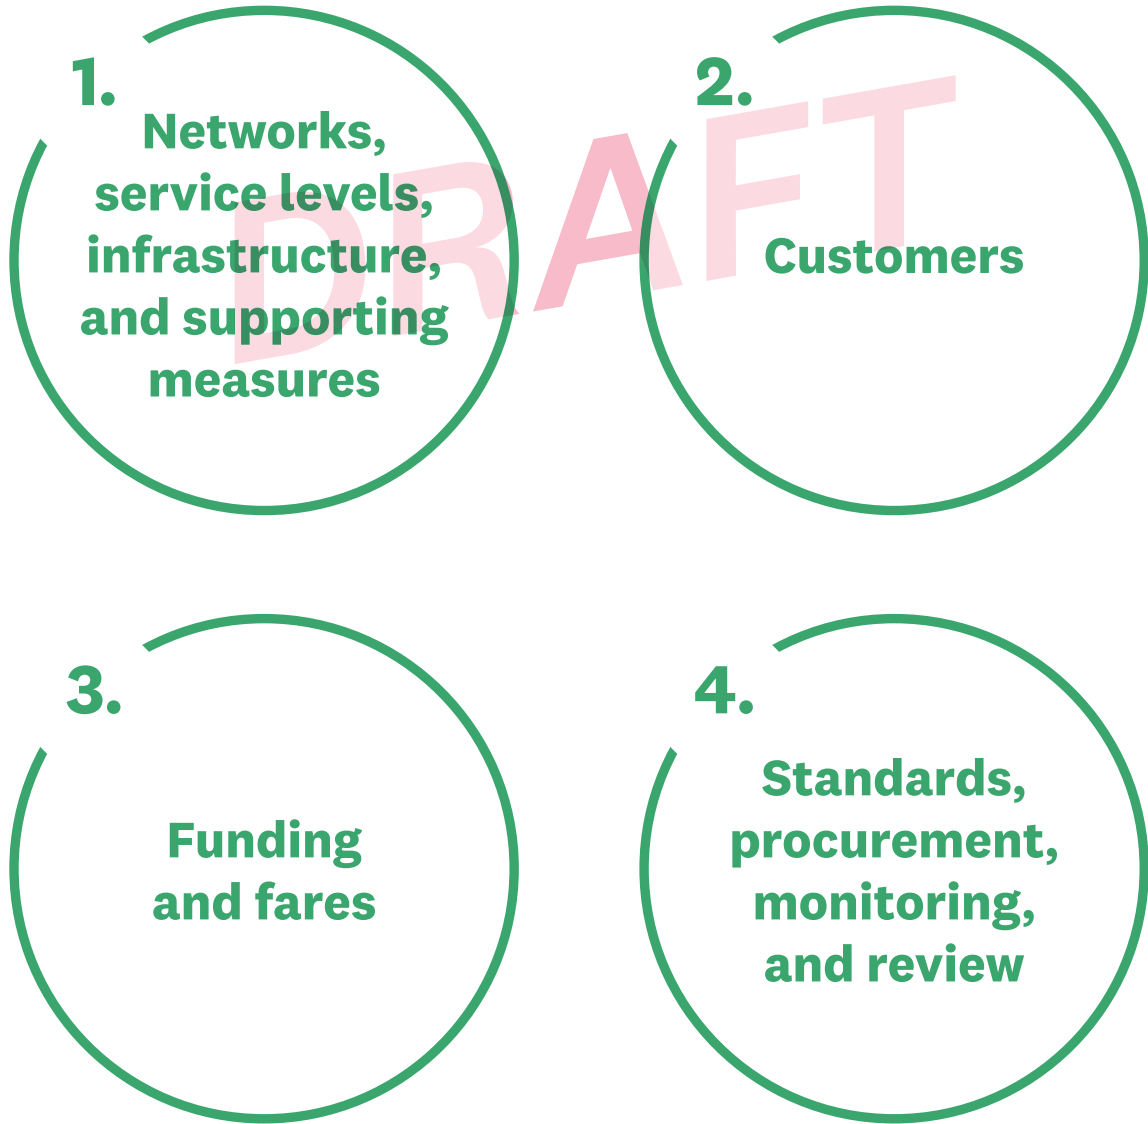 1.
Networks,
service levels,
infrastructure,
and supporting
measures
2.
Customers
DRAFT
3.
Funding
and fares
4.
Standards,
procurement,
monitoring,
and review